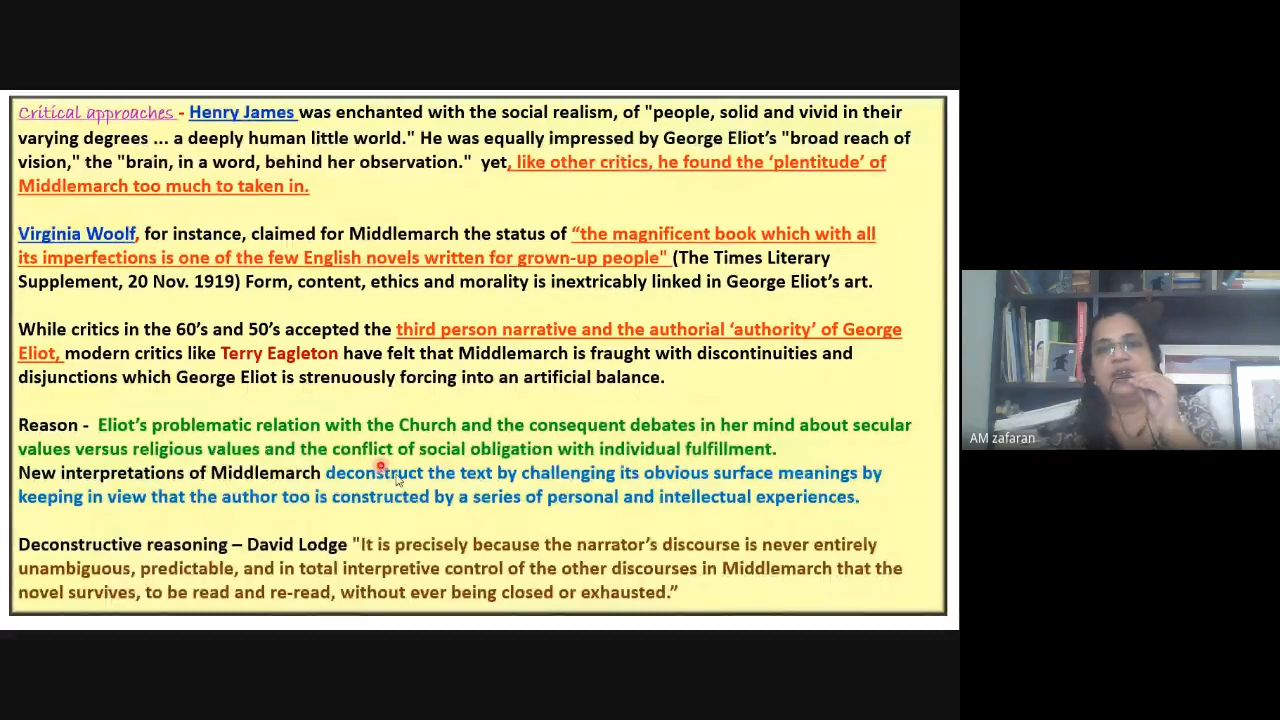 Critical approaches - Henry James was enchanted with the social realism, of "people, solid and vivid in their
varying degrees ... a deeply human little world." He was equally impressed by George Eliot's "broad reach of
vision," the "brain, in a word, behind her observation." yet, like other critics, he found the 'plentitude' of
Middlemarch too much to taken in.
Virginia Woolf, for instance, claimed for Middlemarch the status of “the magnificent book which with all
its imperfections is one of the few English novels written for grown-up people" (The Times Literary
Supplement, 20 Nov. 1919) Form, content, ethics and morality is inextricably linked in George Eliot’s art.
While critics in the 60’s and 50’s accepted the third person narrative and the authorial ‘authority’ of George
Eliot, modern critics like Terry Eagleton have felt that Middlemarch is fraught with discontinuities and
disjunctions which George Eliot is strenuously forcing into an artificial balance.
Reason - Eliot’s problematic relation with the Church and the consequent debates in her mind about secular
values versus religious values and the conflict of social obligation with individual fulfillment.
New interpretations of Middlemarch deconstruct the text by challenging its obvious surface meanings by
keeping in view that the author too is constructed by a series of personal and intellectual experiences.
Deconstructive reasoning – David Lodge "It is precisely because the narrator’s discourse is never entirely
unambiguous, predictable, and in total interpretive control of the other discourses in Middlemarch that the
novel survives, to be read and re-read, without ever being closed or exhausted.”
AM zafaran